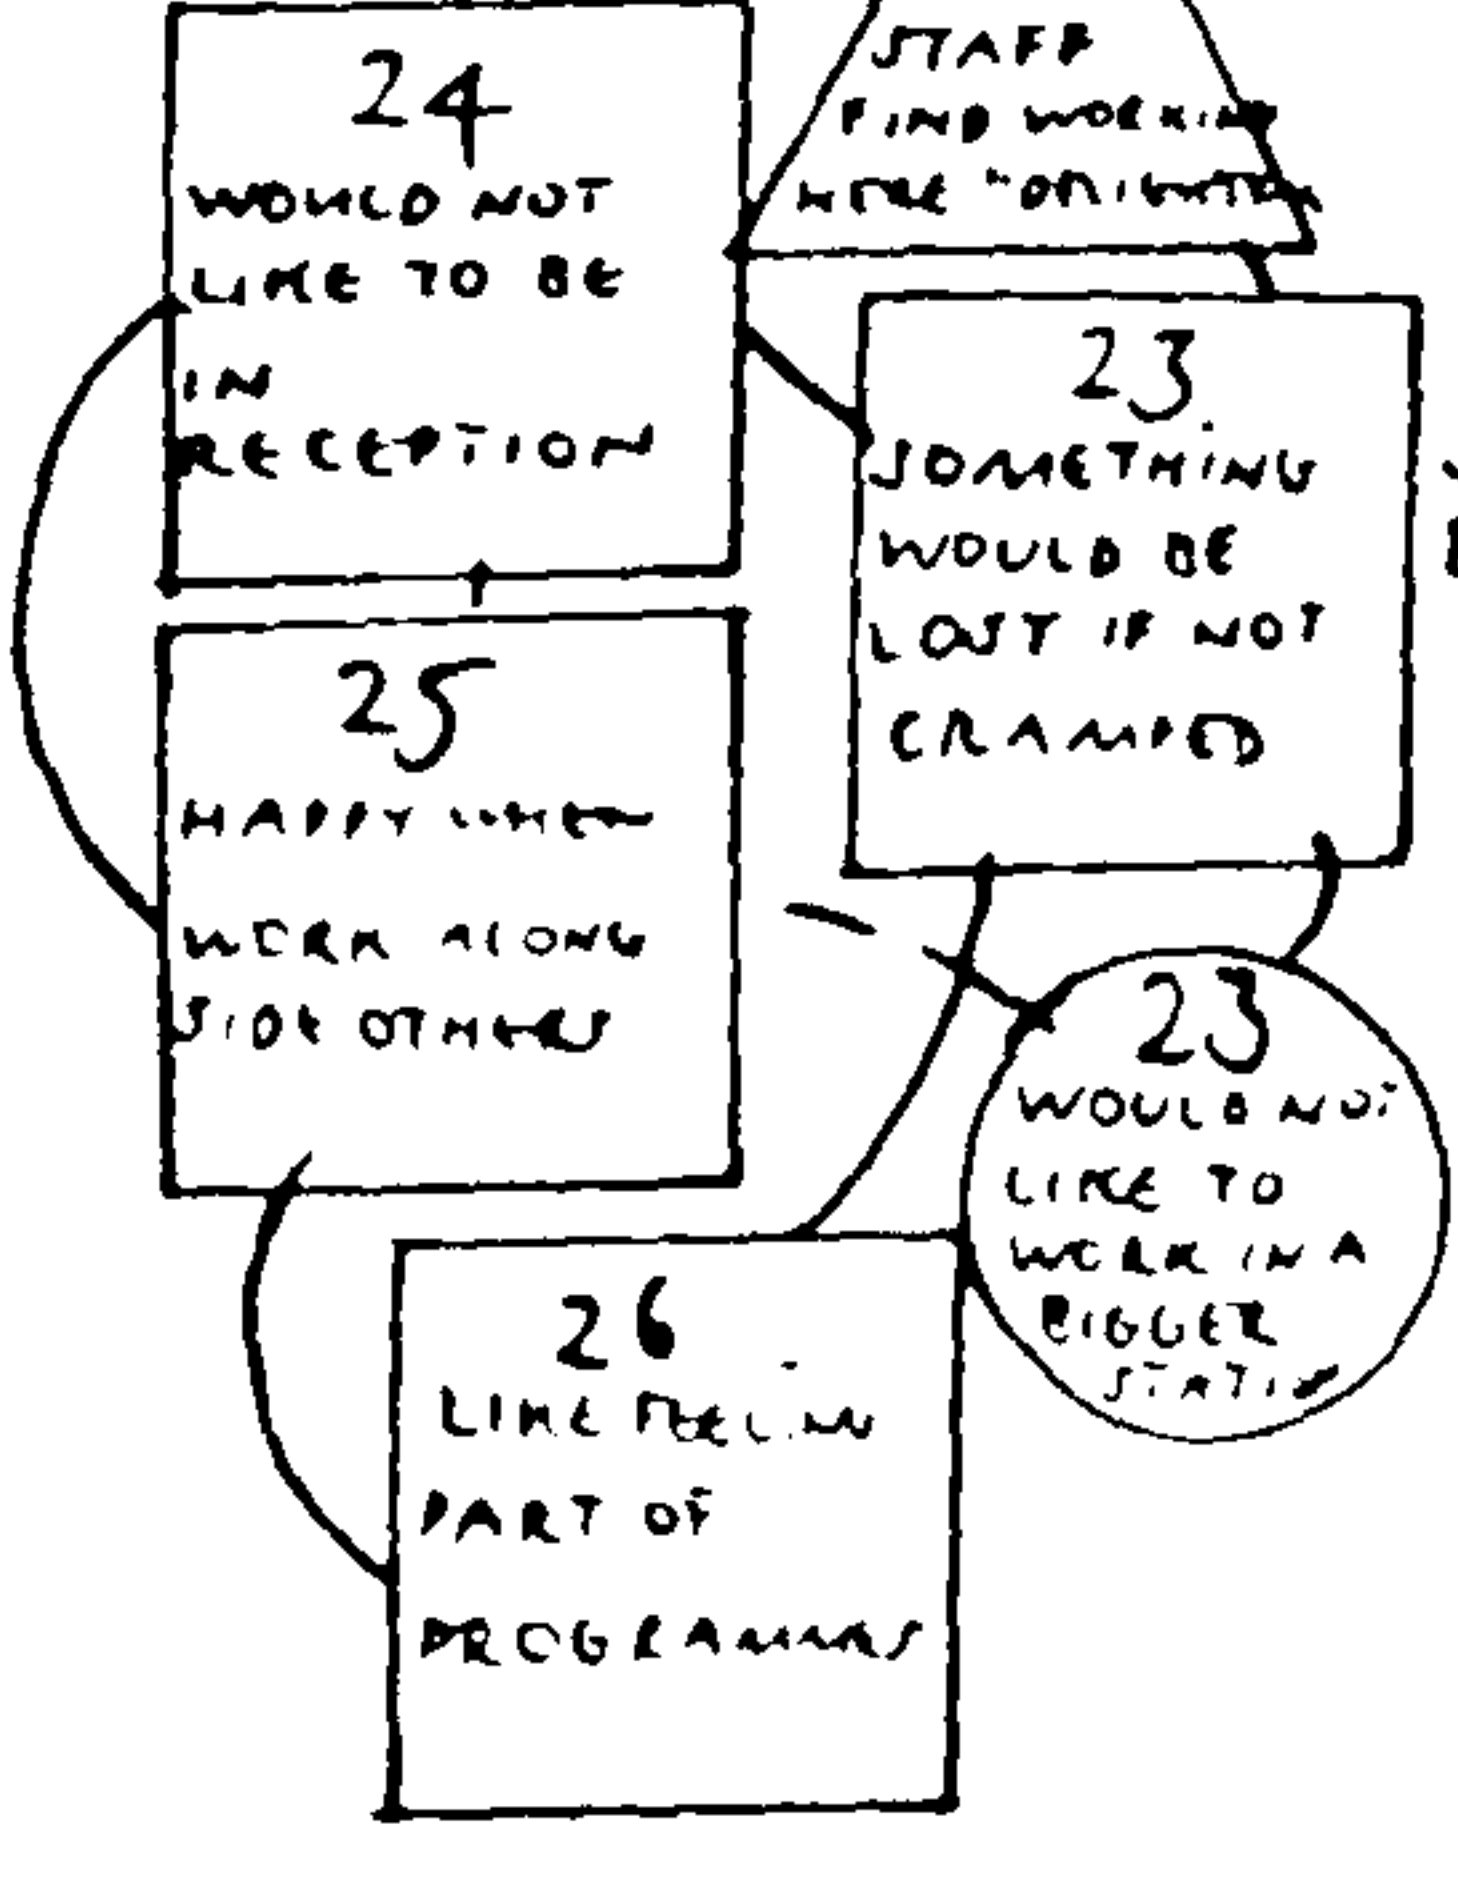 24
WOULD NOT
LIKE TO BE
IN
RECEPTION
STAFF
FIND WORKING
HERE
23.
SOMETHING
WOULD BE
LOST IF NOT
CRAMPED
25
HAPPY WHEN
WORK ALONG
SIDE OTHERS
23
WOULD NOT
LIKE TO
WORK IN A
BIGGER
STATION
26
LIKE FEELING
PART OF
PROGRAMMES